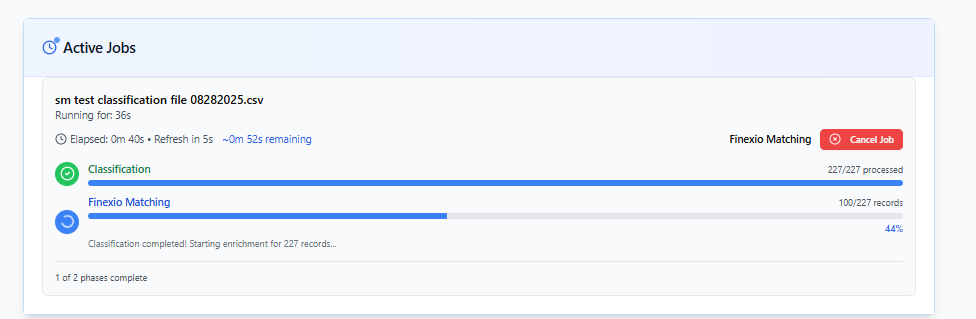 Active Jobs
sm test classification file 08282025.csv
Running for: 36s
Elapsed: 0m 40s • Refresh in 5s ~0m 52s remaining
Finexio Matching Cancel Job
Classification 227/227 processed
Finexio Matching 100/227 records
44%
Classification completed! Starting enrichment for 227 records...
1 of 2 phases complete